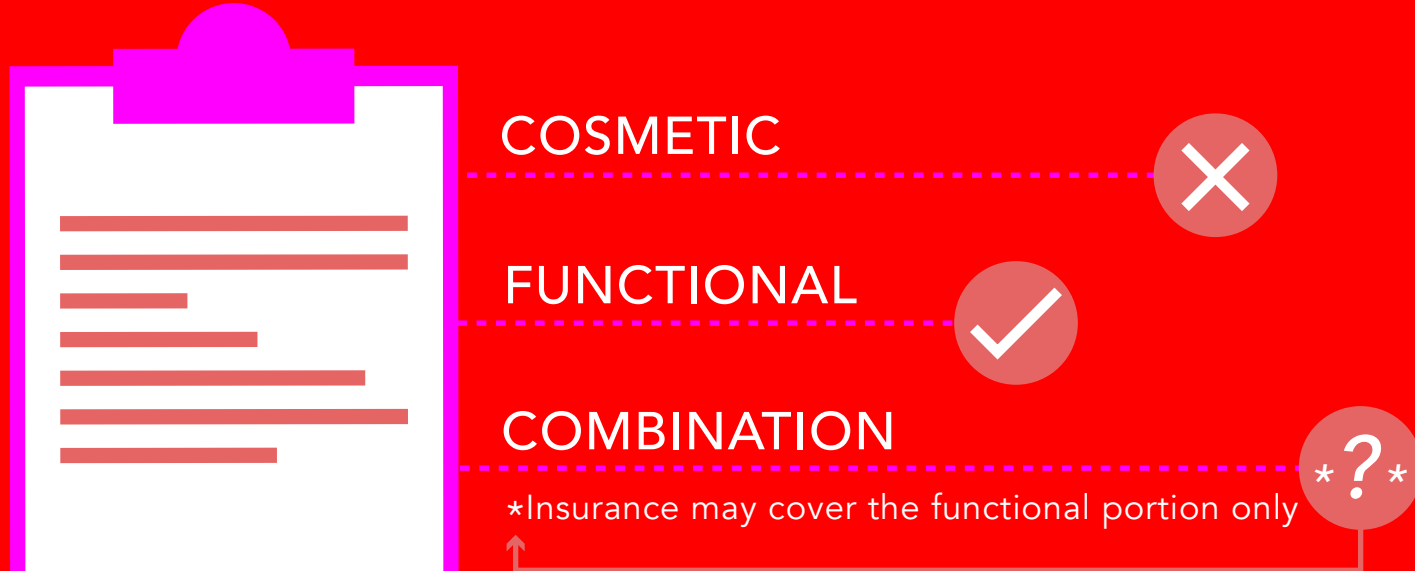 COSMETIC
FUNCTIONAL
COMBINATION
*?*
*Insurance may cover the functional portion only